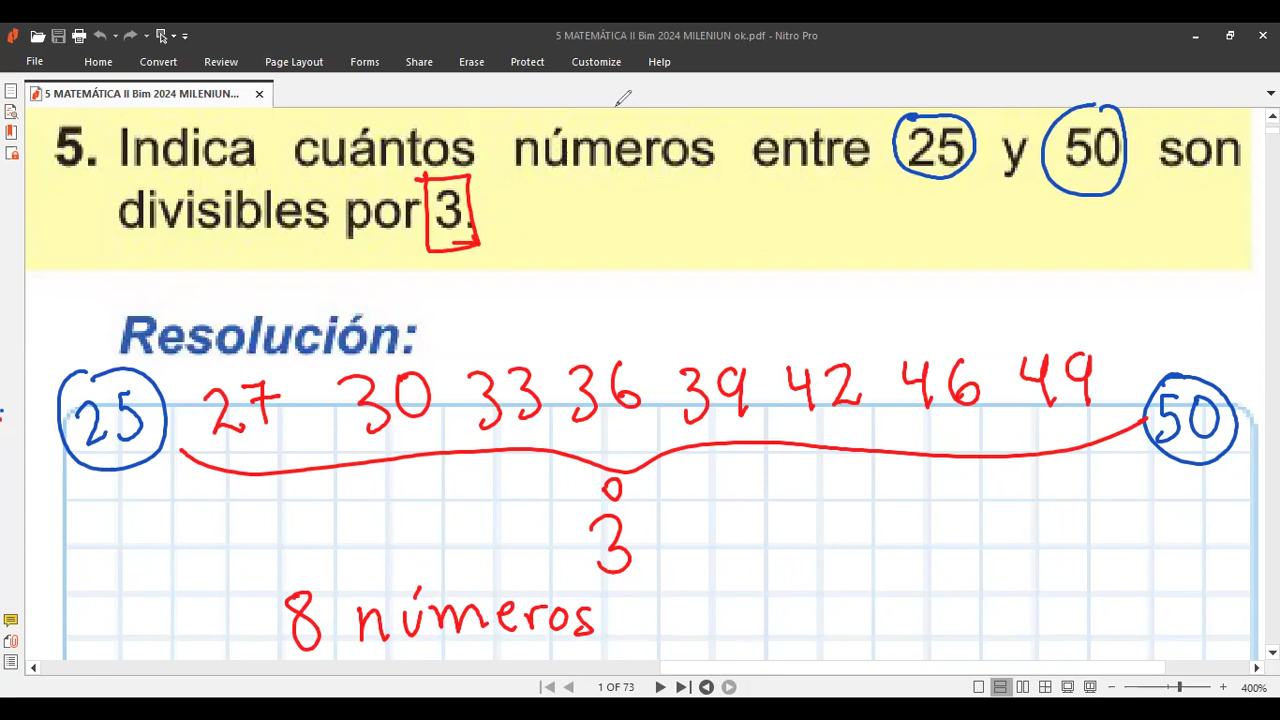 5 MATEMÁTICA II Bim 2024 MILENIUN ok.pdf - Nitro Pro
File Home Convert Review Page Layout Forms Share Erase Protect Customize Help
5 MATEMÁTICA II Bim 2024 MILENIUN...
5. Indica cuántos números entre 25 y 50 son
divisibles por 3.
Resolución:
25 27 30 33 36 39 42 46 49 50
o
3
8 números
1 OF 73
400%